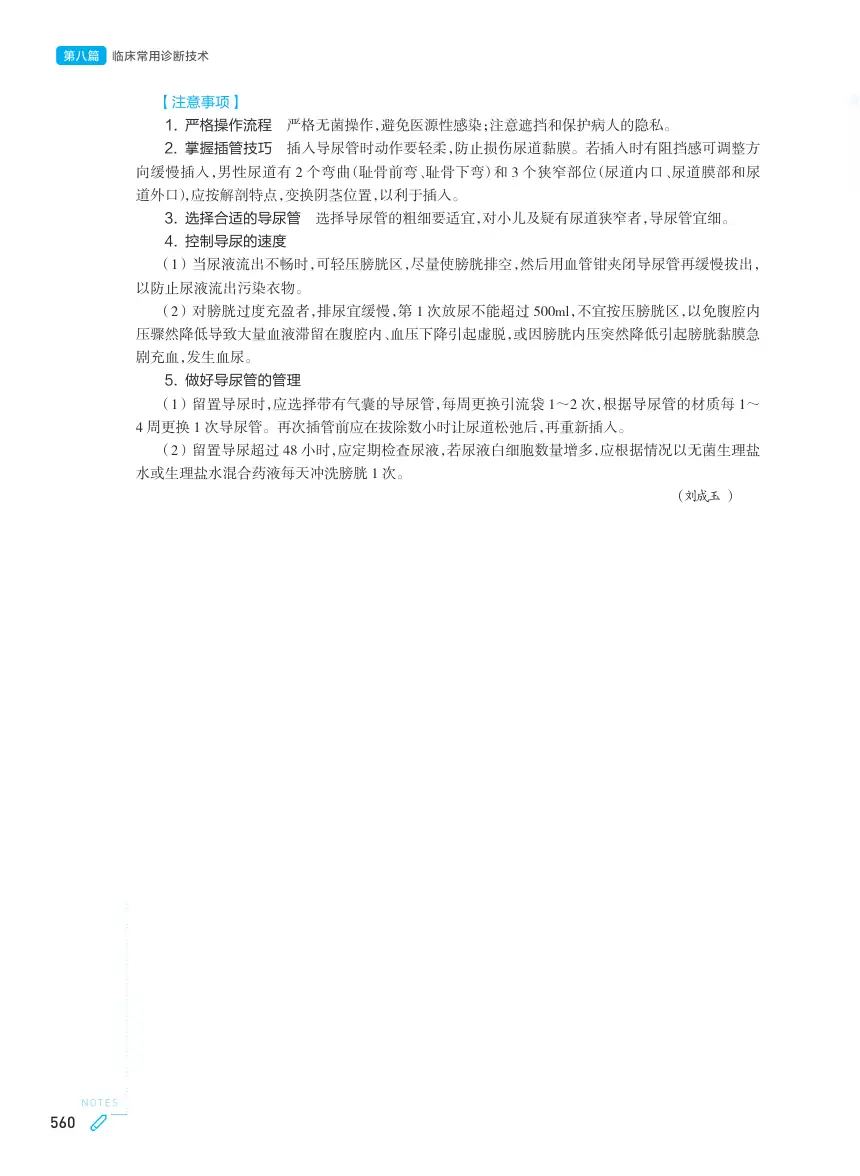 第八篇 临床常用诊断技术
【注意事项】
1. 严格操作流程 严格无菌操作,避免医源性感染;注意遮挡和保护病人的隐私。
2. 掌握插管技巧 插入导尿管时动作要轻柔,防止损伤尿道黏膜。若插入时有阻挡感可调整方
向缓慢插入,男性尿道有 2 个弯曲(耻骨前弯、耻骨下弯)和 3 个狭窄部位(尿道内口、尿道膜部和尿
道外口),应按解剖特点,变换阴茎位置,以利于插入。
3. 选择合适的导尿管 选择导尿管的粗细要适宜,对小儿及疑有尿道狭窄者,导尿管宜细。
4. 控制导尿的速度
(1)当尿液流出不畅时,可轻压膀胱区,尽量使膀胱排空,然后用血管钳夹闭导尿管再缓慢拔出,
以防止尿液流出污染衣物。
(2)对膀胱过度充盈者,排尿宜缓慢,第 1 次放尿不能超过 500ml,不宜按压膀胱区,以免腹腔内
压骤然降低导致大量血液滞留在腹腔内、血压下降引起虚脱,或因膀胱内压突然降低引起膀胱黏膜急
剧充血,发生血尿。
5. 做好导尿管的管理
(1)留置导尿时,应选择带有气囊的导尿管,每周更换引流袋 1～2 次,根据导尿管的材质每 1～
4 周更换 1 次导尿管。再次插管前应在拔除数小时让尿道松弛后,再重新插入。
(2)留置导尿超过 48 小时,应定期检查尿液,若尿液白细胞数量增多,应根据情况以无菌生理盐
水或生理盐水混合药液每天冲洗膀胱 1 次。
(刘成玉 )
NOTES
560